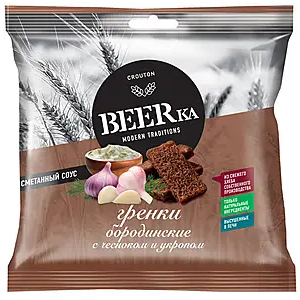 CROUTON
BEERka
MODERN TRADITIONS
СМЕТАННЫЙ СОУС
ИЗ СВЕЖЕГО
ХЛЕБА
СОБСТВЕННОГО
ПРОИЗВОДСТВА
ТОЛЬКО
НАТУРАЛЬНЫЕ
ИНГРЕДИЕНТЫ
ВЫСУШЕННЫЕ
В ПЕЧИ
гренки
бородинские
с чесноком и укропом